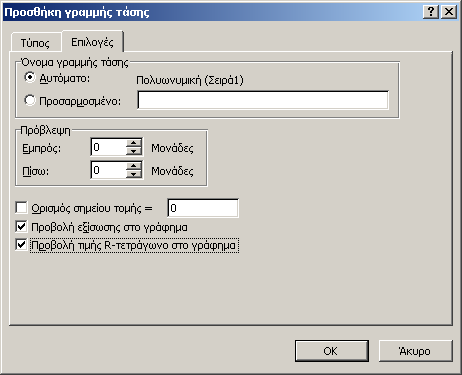 Προσθήκη γραμμής τάσης
Τύπος Επιλογές
Όνομα γραμμής τάσης
Αυτόματο: Πολυωνυμική (Σειρά1)
Προσαρμοσμένο:
Πρόβλεψη
Εμπρός: 0 Μονάδες
Πίσω: 0 Μονάδες
Ορισμός σημείου τομής = 0
Προβολή εξίσωσης στο γράφημα
Προβολή τιμής R-τετράγωνο στο γράφημα
OK Άκυρο